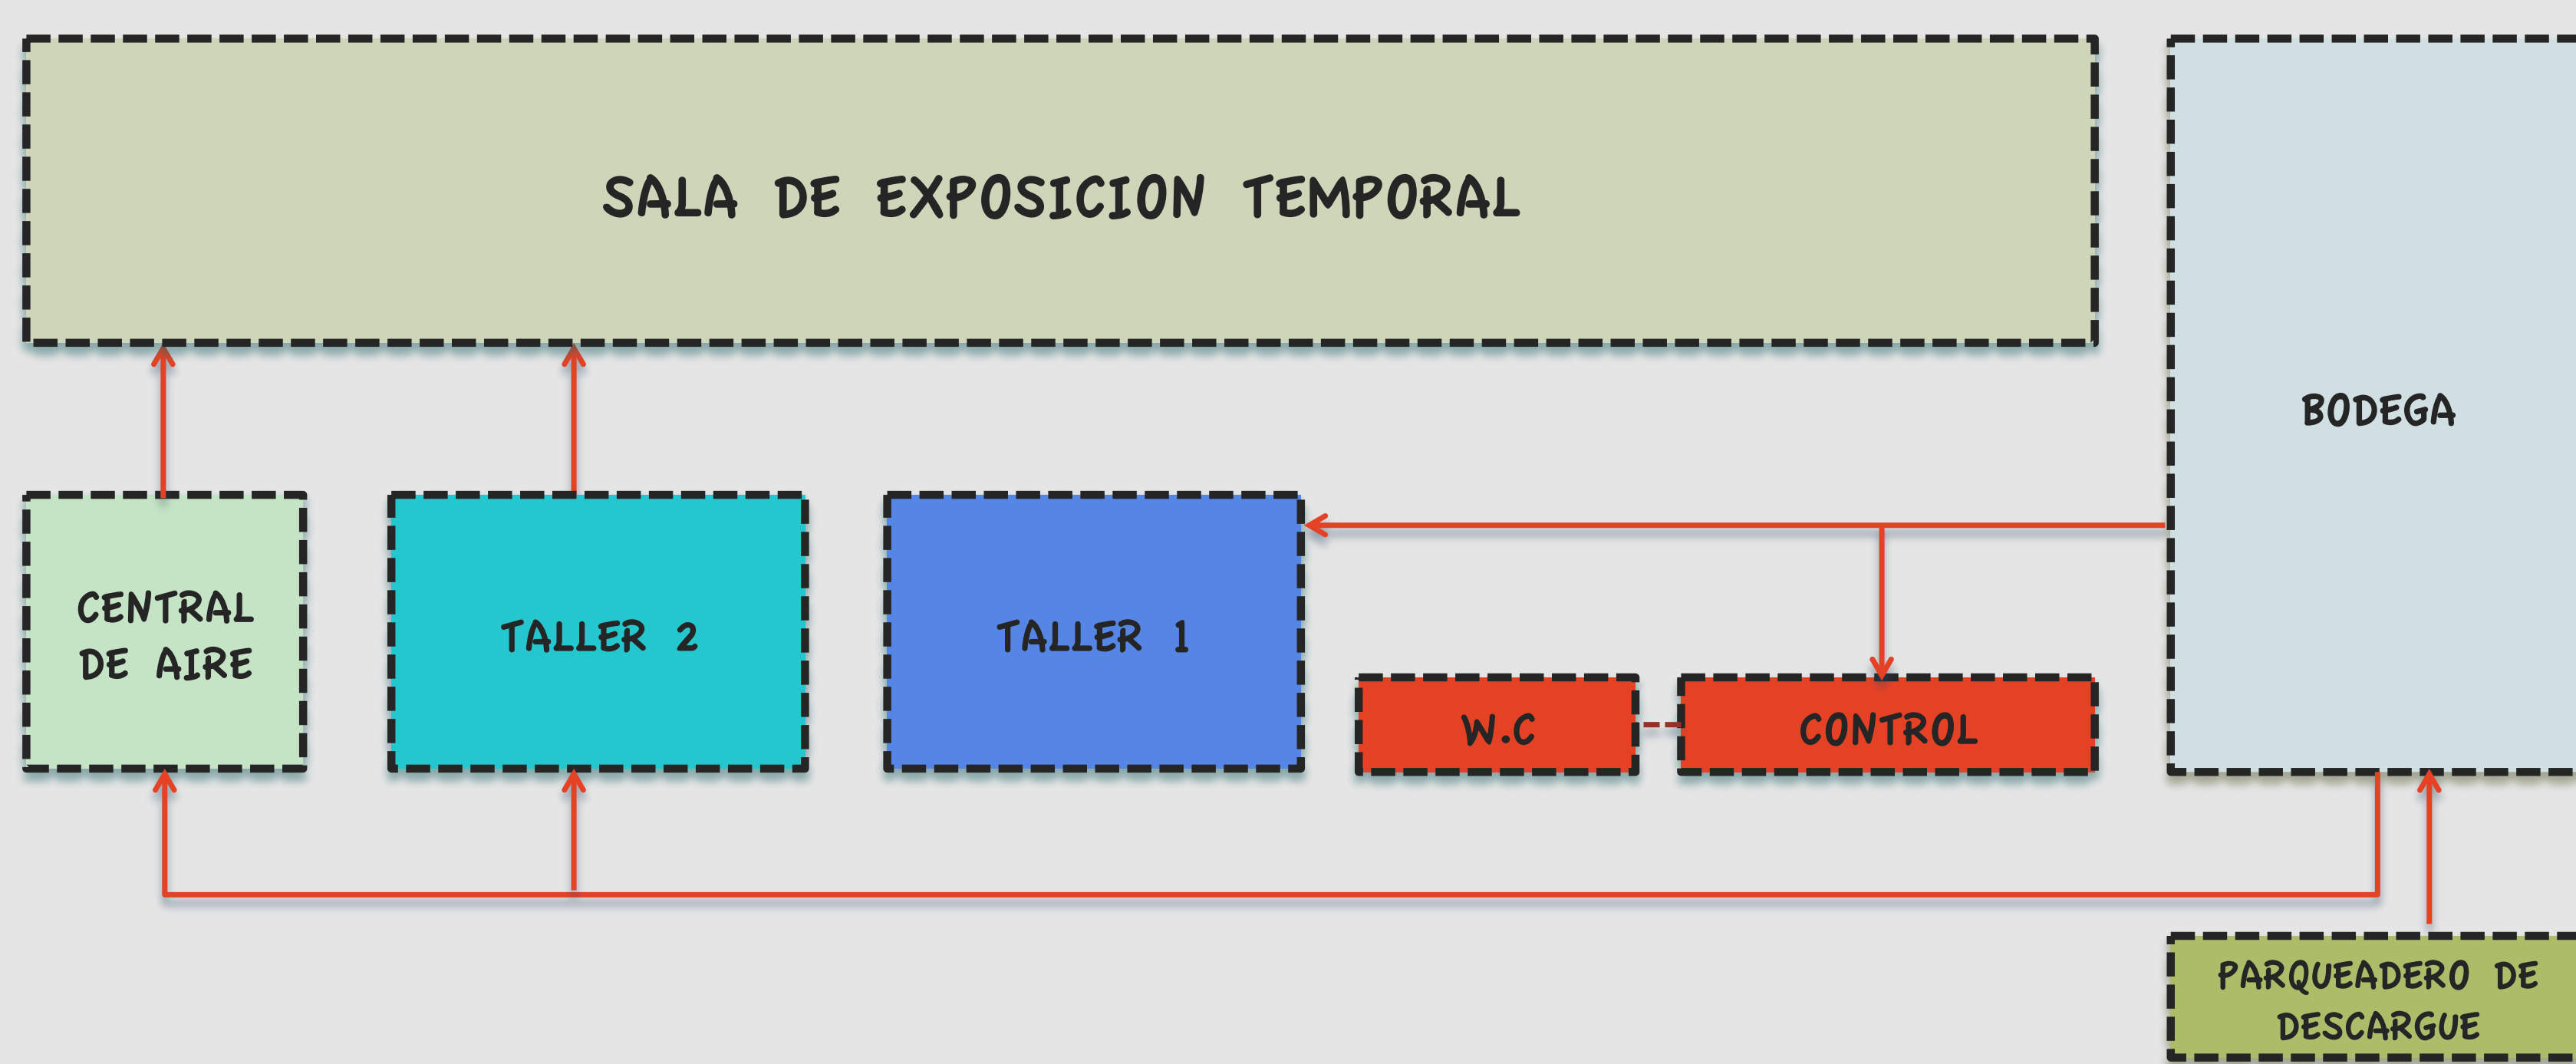 SALA DE EXPOSICION TEMPORAL
BODEGA
CENTRAL
DE AIRE
TALLER 2
TALLER 1
W.C
CONTROL
PARQUEADERO DE
DESCARGUE